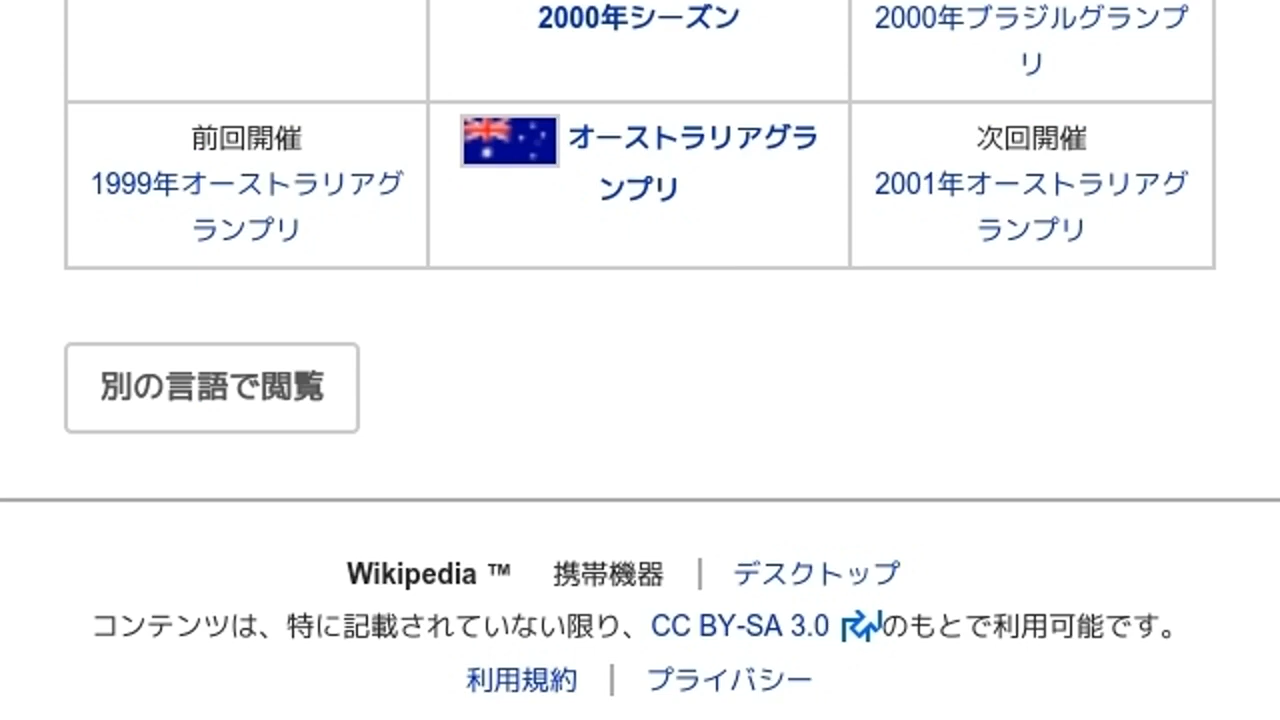 2000年シーズン
2000年ブラジルグランプ
リ
前回開催
1999年オーストラリアグ
ランプリ
オーストラリアグラ
ンプリ
次回開催
2001年オーストラリアグ
ランプリ
別の言語で閲覧
Wikipedia ™ 携帯機器 | デスクトップ
コンテンツは、特に記載されていない限り、CC BY-SA 3.0 のもとで利用可能です。
利用規約 | プライバシー